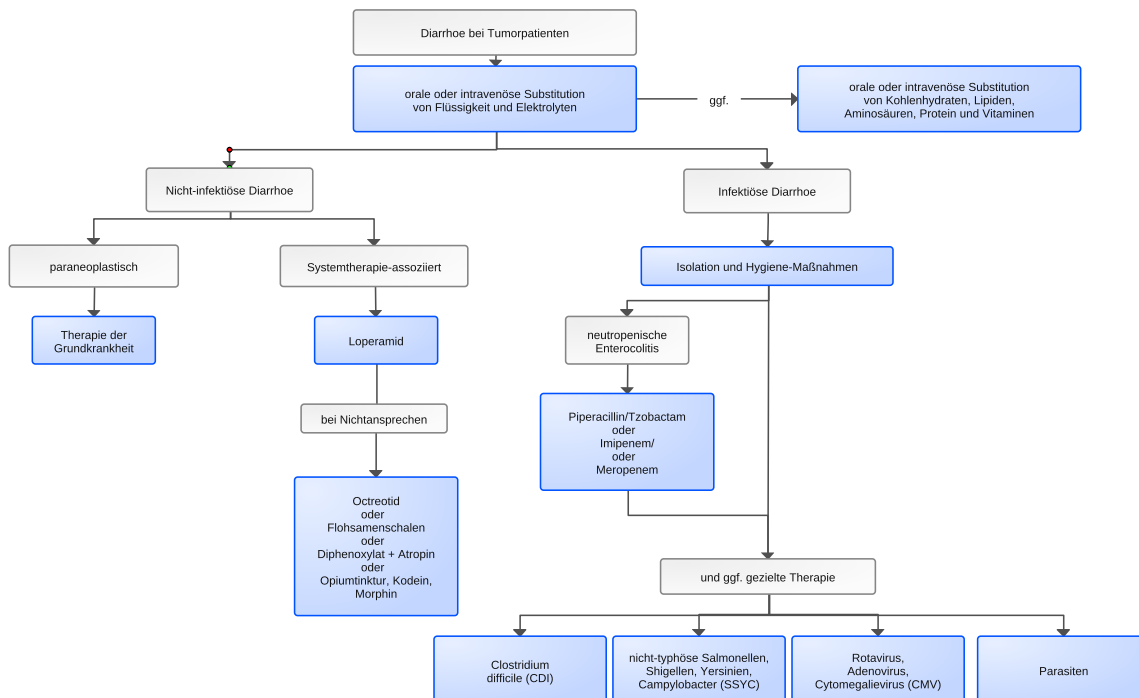 Diarrhoe bei Tumorpatienten
orale oder intravenöse Substitution
von Flüssigkeit und Elektrolyten
ggf.
orale oder intravenöse Substitution
von Kohlenhydraten, Lipiden,
Aminosäuren, Protein und Vitaminen
Nicht-infektiöse Diarrhoe
Infektiöse Diarrhoe
paraneoplastisch
Systemtherapie-assoziiert
Isolation und Hygiene-Maßnahmen
Therapie der
Grundkrankheit
Loperamid
neutropenische
Enterocolitis
bei Nichtansprechen
Piperacillin/Tzobactam
oder
Imipenem/
oder
Meropenem
Octreotid
oder
Flohsamenschalen
oder
Diphenoxylat + Atropin
oder
Opiumtinktur, Kodein,
Morphin
und ggf. gezielte Therapie
Clostridium
difficile (CDI)
nicht-typhöse Salmonellen,
Shigellen, Yersinien,
Campylobacter (SSYC)
Rotavirus,
Adenovirus,
Cytomegalievirus (CMV)
Parasiten